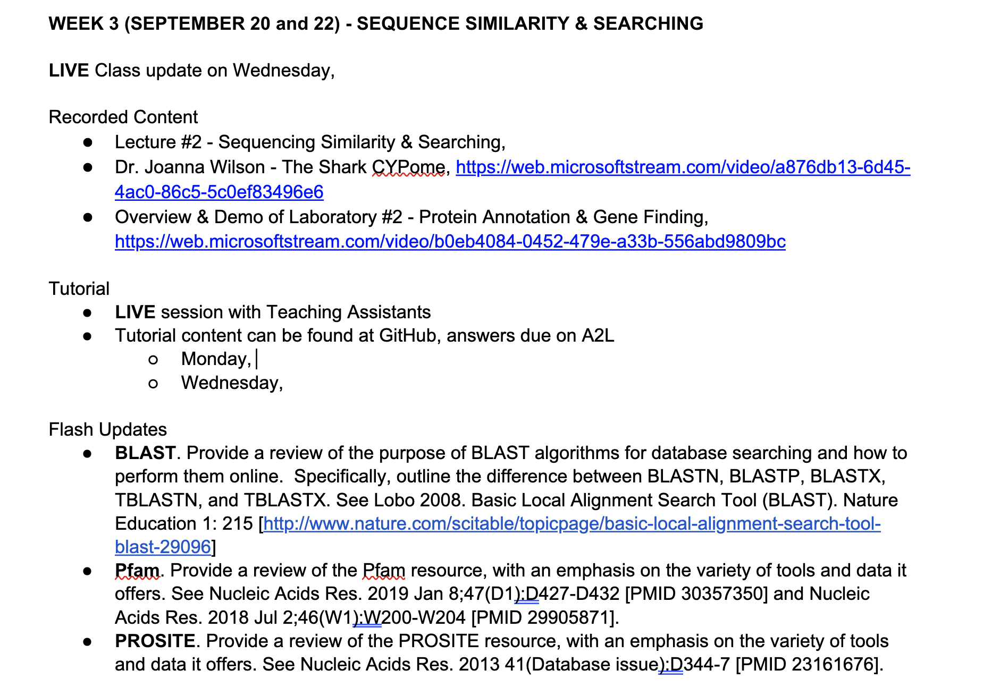 WEEK 3 (SEPTEMBER 20 and 22) - SEQUENCE SIMILARITY & SEARCHING
LIVE Class update on Wednesday,
Recorded Content
● Lecture #2 - Sequencing Similarity & Searching,
● Dr. Joanna Wilson - The Shark CYPome, https://web.microsoftstream.com/video/a876db13-6d45-
4ac0-86c5-5c0ef83496e6
● Overview & Demo of Laboratory #2 - Protein Annotation & Gene Finding,
https://web.microsoftstream.com/video/b0eb4084-0452-479e-a33b-556abd9809bc
Tutorial
● LIVE session with Teaching Assistants
● Tutorial content can be found at GitHub, answers due on A2L
○ Monday,
○ Wednesday,
Flash Updates
● BLAST. Provide a review of the purpose of BLAST algorithms for database searching and how to
perform them online.  Specifically, outline the difference between BLASTN, BLASTP, BLASTX,
TBLASTN, and TBLASTX. See Lobo 2008. Basic Local Alignment Search Tool (BLAST). Nature
Education 1: 215 [http://www.nature.com/scitable/topicpage/basic-local-alignment-search-tool-
blast-29096]
● Pfam. Provide a review of the Pfam resource, with an emphasis on the variety of tools and data it
offers. See Nucleic Acids Res. 2019 Jan 8;47(D1):D427-D432 [PMID 30357350] and Nucleic
Acids Res. 2018 Jul 2;46(W1):W200-W204 [PMID 29905871].
● PROSITE. Provide a review of the PROSITE resource, with an emphasis on the variety of tools
and data it offers. See Nucleic Acids Res. 2013 41(Database issue):D344-7 [PMID 23161676].